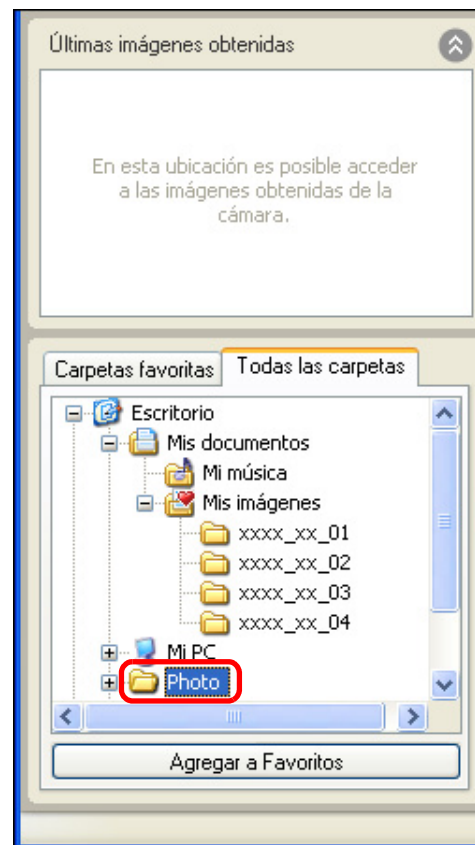 Últimas imágenes obtenidas
En esta ubicación es posible acceder
a las imágenes obtenidas de la
cámara.
Carpetas favoritas Todas las carpetas
Escritorio
Mis documentos
Mi música
Mis imágenes
xxxx_xx_01
xxxx_xx_02
xxxx_xx_03
xxxx_xx_04
Mi PC
Photo
Agregar a Favoritos